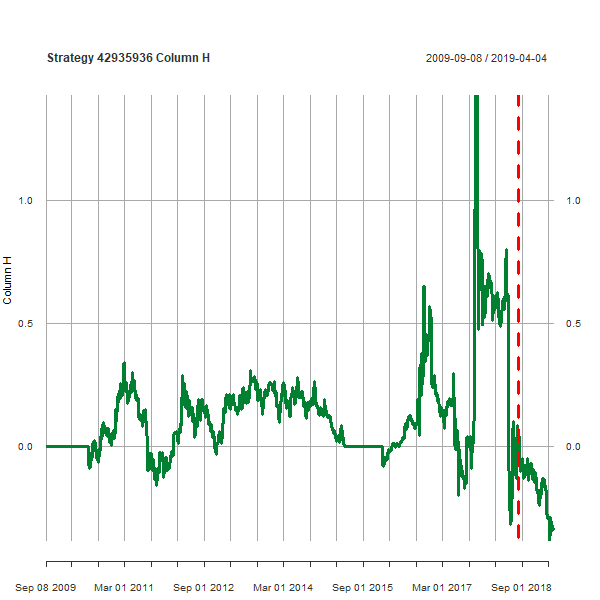 Strategy 42935936 Column H 2009-09-08 / 2019-04-04
1.0 1.0
Column H
0.5 0.5
0.0 0.0
Sep 08 2009 Mar 01 2011 Sep 01 2012 Mar 01 2014 Sep 01 2015 Mar 01 2017 Sep 01 2018